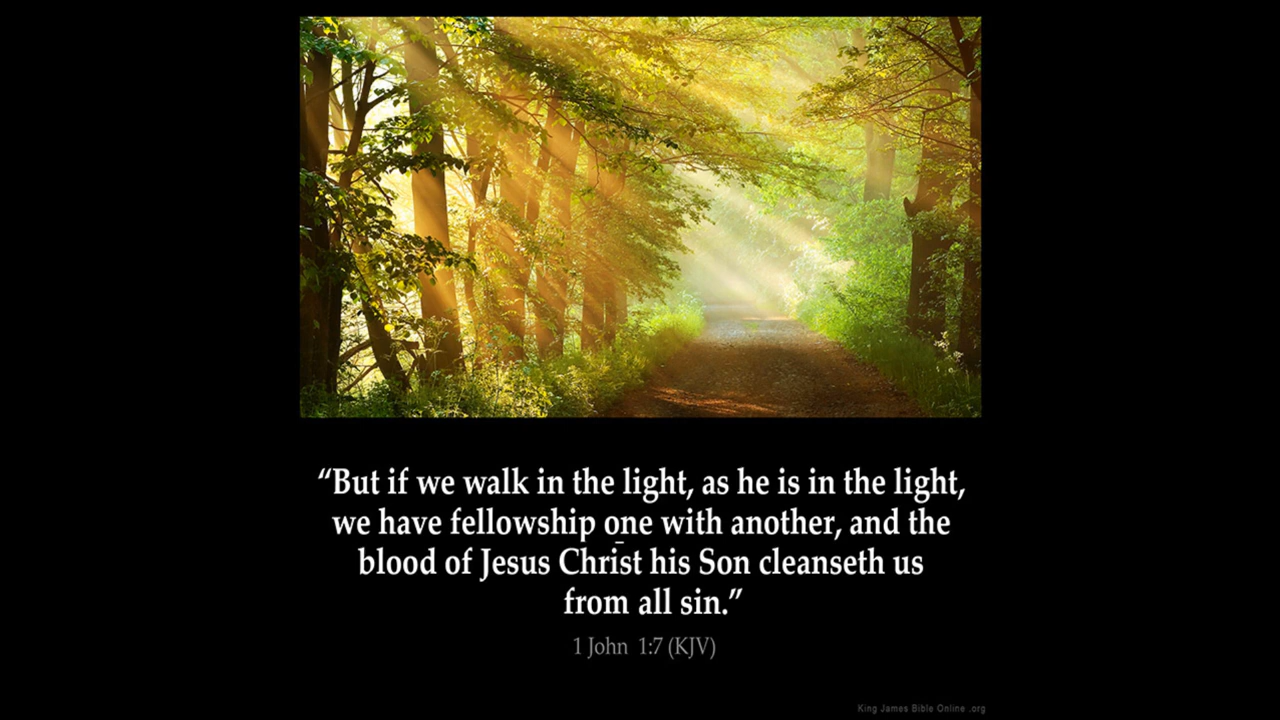 “But if we walk in the light, as he is in the light,
we have fellowship one with another, and the
blood of Jesus Christ his Son cleanseth us
from all sin.”
1 John 1:7 (KJV)
King James Bible Online .org